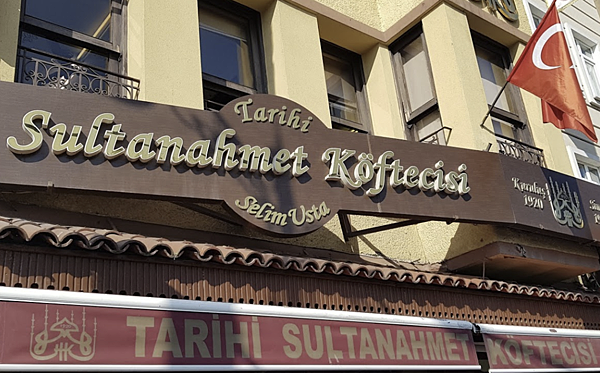 Tarihi
Sultanahmet Köftecisi
Selim Usta
Kuruluş
1920
TARİHİ SULTANAHMET KÖFTECİSİ